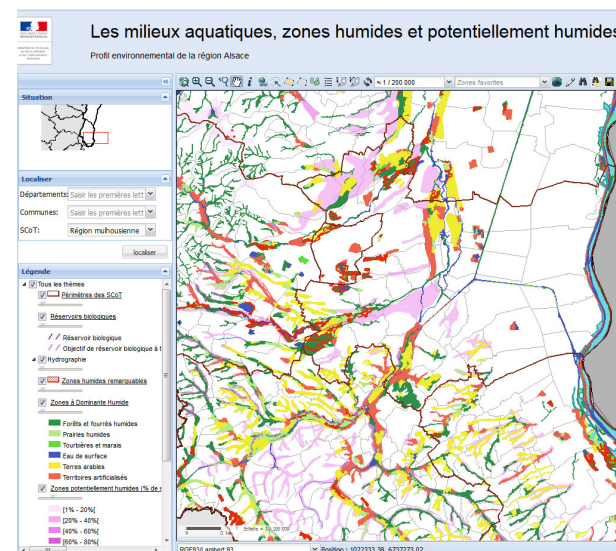 Les milieux aquatiques, zones humides et potentiellement humides
Profil environnemental de la région Alsace
≈ 1 / 200 000
Zones favorites
Situation
Localiser
Départements:
Saisir les premières lett
Communes:
Saisir les premières lett
SCoT:
Région mulhousienne
localiser
Légende
Tous les thèmes
Périmètres des SCoT
Réservoirs biologiques
Réservoir biologique
Objectif de réservoir biologique à t
Hydrographie
Zones humides remarquables
Zones à Dominante Humide
Forêts et fourrés humides
Prairies humides
Tourbières et marais
Eau de surface
Terres arables
Territoires artificialisés
Zones potentiellement humides (% de s
[1% - 20%[
[20% - 40%[
[40% - 60%[
[60% - 80%[
RGF93/Lambert 93
Position : 1022333.38, 6737273.02